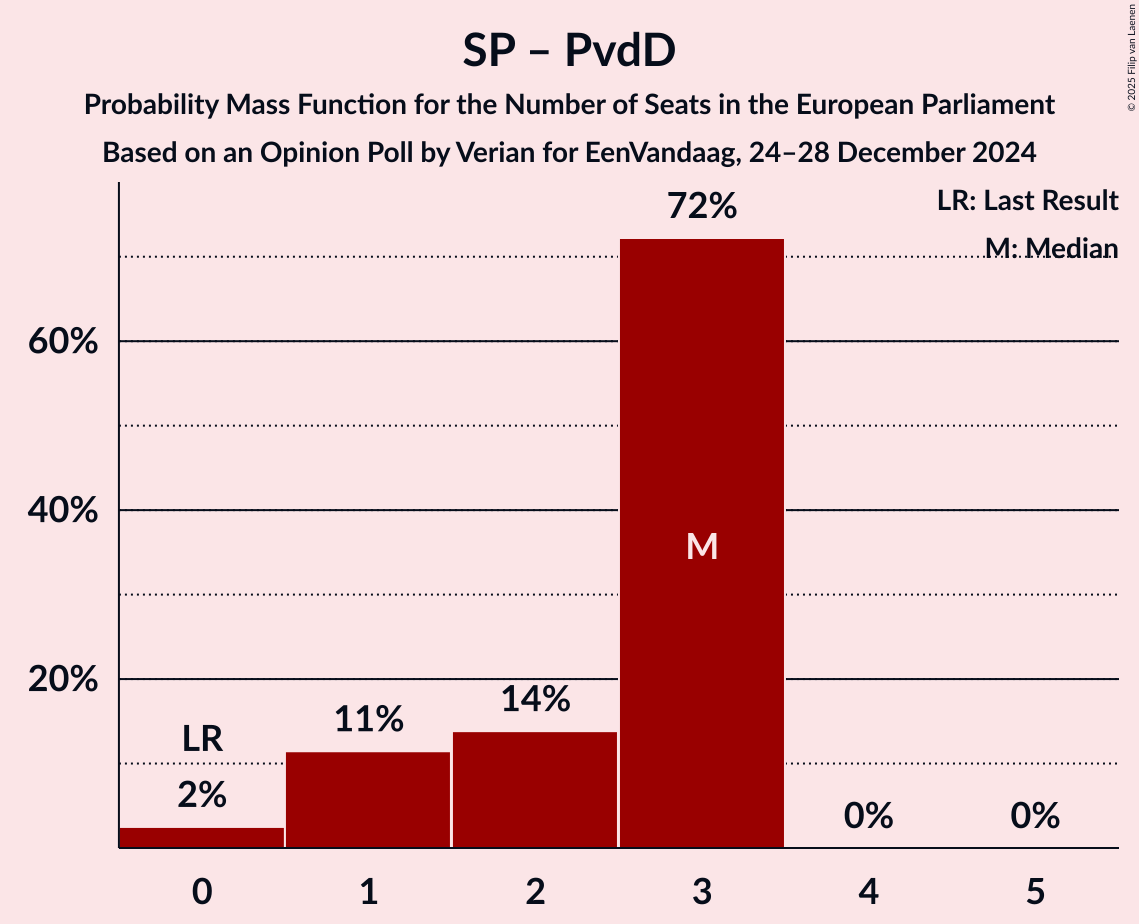 SP – PvdD
Probability Mass Function for the Number of Seats in the European Parliament
Based on an Opinion Poll by Verian for EenVandaag, 24–28 December 2024
© 2025 Filip van Laenen
LR: Last Result
M: Median
72%
60%
40%
M
20%
14%
11%
LR
2%
0%
0%
0 1 2 3 4 5